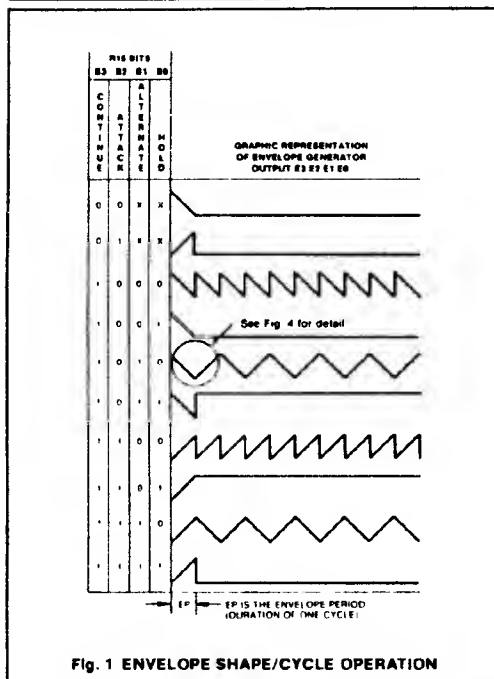 R15 BITS
B3 B2 B1 B0
CONTINUE
ATTACK
ALTERNATE
HOLD
GRAPHIC REPRESENTATION
OF ENVELOPE GENERATOR
OUTPUT E3 E2 E1 E0
0 0 X X
0 1 X X
1 0 0 0
1 0 0 1
See Fig. 4 for detail
1 0 1 0
1 0 1 1
1 1 0 0
1 1 0 1
1 1 1 0
1 1 1 1
EP
EP IS THE ENVELOPE PERIOD
(DURATION OF ONE CYCLE)
Fig. 1 ENVELOPE SHAPE/CYCLE OPERATION